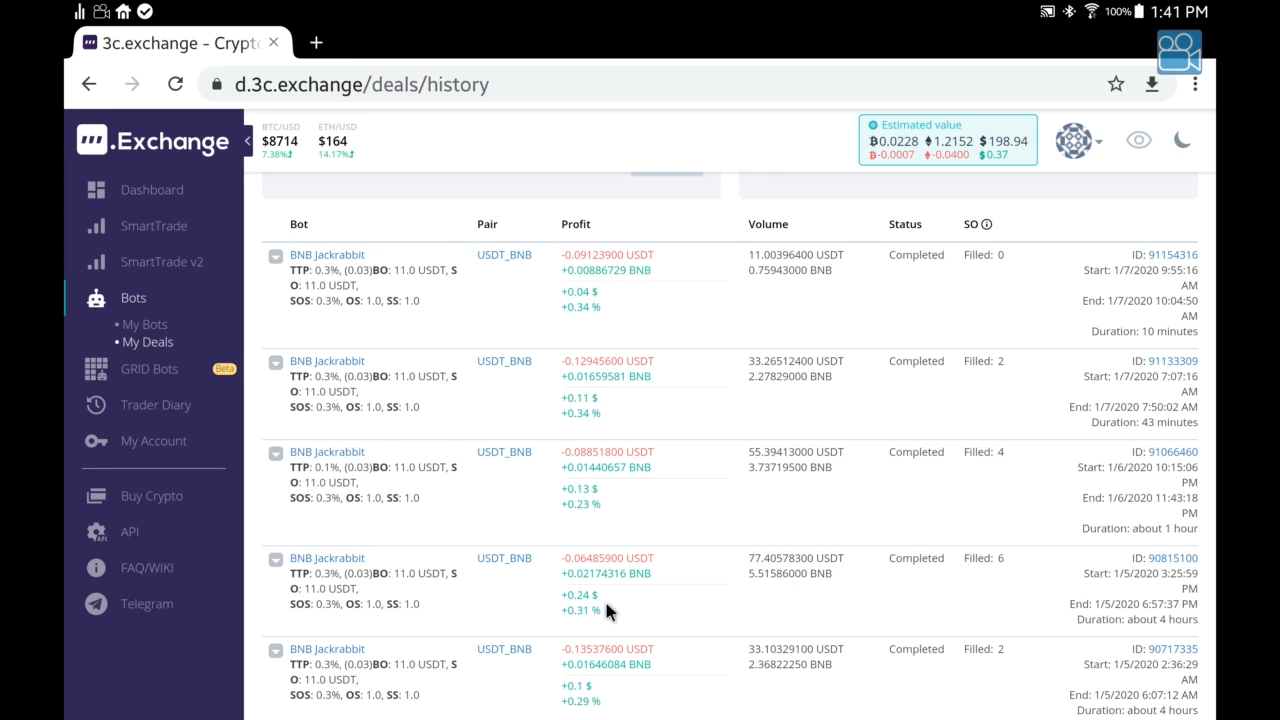 100% 1:41 PM
3c.exchange - Crypto
d.3c.exchange/deals/history
.Exchange
BTC/USD ETH/USD
$8714 $164
7.38% 14.17%
Estimated value
0.0228 1.2152 $198.94
-0.0007 -0.0400 $0.37
Dashboard
SmartTrade
SmartTrade v2
Bots
• My Bots
• My Deals
GRID Bots Beta
Trader Diary
My Account
Buy Crypto
API
FAQ/WIKI
Telegram
Bot Pair Profit Volume Status SO
BNB Jackrabbit USDT_BNB -0.09123900 USDT 11.00396400 USDT Completed Filled: 0 ID: 91154316
TTP: 0.3%, (0.03)BO: 11.0 USDT, S +0.00886729 BNB 0.75943000 BNB Start: 1/7/2020 9:55:16
O: 11.0 USDT, +0.04 $ AM
SOS: 0.3%, OS: 1.0, SS: 1.0 +0.34 % End: 1/7/2020 10:04:50
AM
Duration: 10 minutes
BNB Jackrabbit USDT_BNB -0.12945600 USDT 33.26512400 USDT Completed Filled: 2 ID: 91133309
TTP: 0.3%, (0.03)BO: 11.0 USDT, S +0.01659581 BNB 2.27829000 BNB Start: 1/7/2020 7:07:16
O: 11.0 USDT, +0.11 $ AM
SOS: 0.3%, OS: 1.0, SS: 1.0 +0.34 % End: 1/7/2020 7:50:02 AM
Duration: 43 minutes
BNB Jackrabbit USDT_BNB -0.08851800 USDT 55.39413000 USDT Completed Filled: 4 ID: 91066460
TTP: 0.1%, (0.03)BO: 11.0 USDT, S +0.01440657 BNB 3.73719500 BNB Start: 1/6/2020 10:15:06
O: 11.0 USDT, +0.13 $ PM
SOS: 0.3%, OS: 1.0, SS: 1.0 +0.23 % End: 1/6/2020 11:43:18
PM
Duration: about 1 hour
BNB Jackrabbit USDT_BNB -0.06485900 USDT 77.40578300 USDT Completed Filled: 6 ID: 90815100
TTP: 0.3%, (0.03)BO: 11.0 USDT, S +0.02174316 BNB 5.51586000 BNB Start: 1/5/2020 3:25:59
O: 11.0 USDT, +0.24 $ PM
SOS: 0.3%, OS: 1.0, SS: 1.0 +0.31 % End: 1/5/2020 6:57:37 PM
Duration: about 4 hours
BNB Jackrabbit USDT_BNB -0.13537600 USDT 33.10329100 USDT Completed Filled: 2 ID: 90717335
TTP: 0.3%, (0.03)BO: 11.0 USDT, S +0.01646084 BNB 2.36822250 BNB Start: 1/5/2020 2:36:29
O: 11.0 USDT, +0.1 $ AM
SOS: 0.3%, OS: 1.0, SS: 1.0 +0.29 % End: 1/5/2020 6:07:12 AM
Duration: about 4 hours